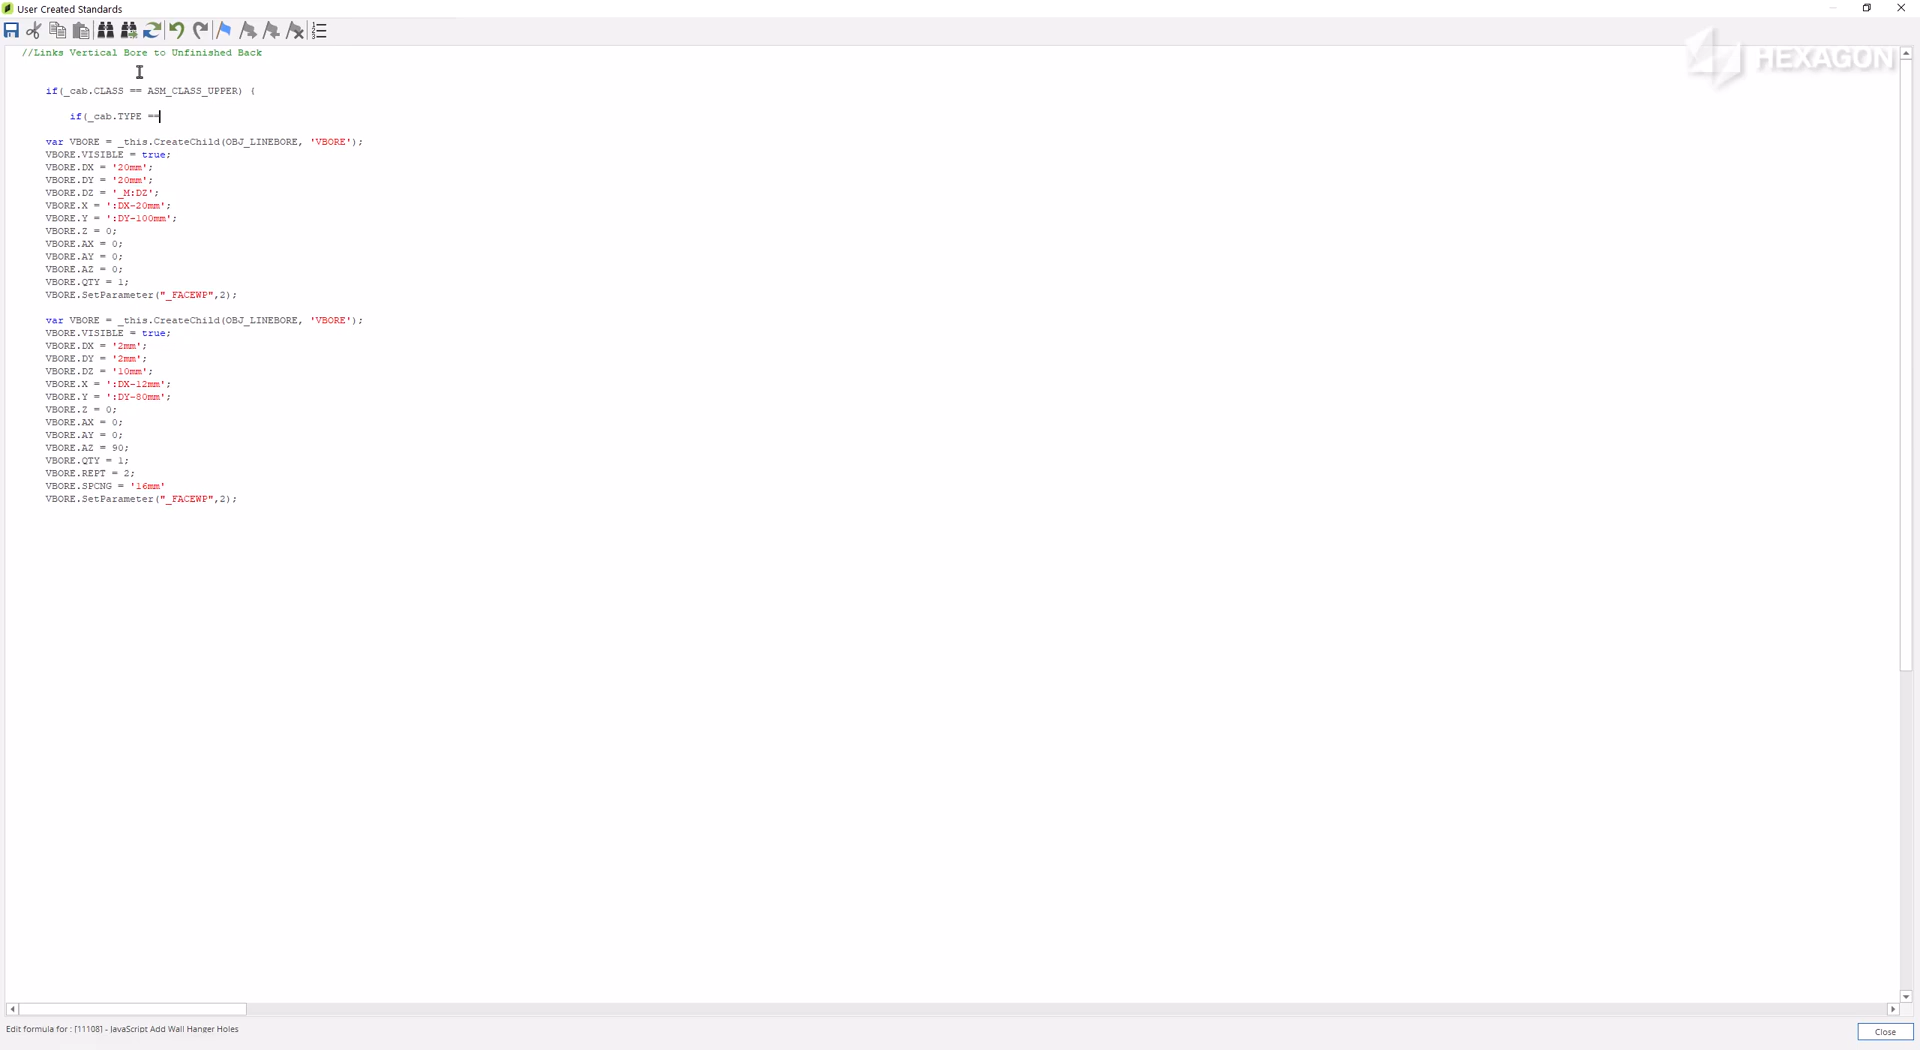 User Created Standards
HEXAGON
//Links Vertical Bore to Unfinished Back
if(_cab.CLASS == ASM_CLASS_UPPER) {
if(_cab.TYPE ==
var VBORE = _this.CreateChild(OBJ_LINEBORE, 'VBORE');
VBORE.VISIBLE = true;
VBORE.DX = '20mm';
VBORE.DY = '20mm';
VBORE.DZ = '_M:DZ';
VBORE.X = ':DX-20mm';
VBORE.Y = ':DY-100mm';
VBORE.Z = 0;
VBORE.AX = 0;
VBORE.AY = 0;
VBORE.AZ = 0;
VBORE.QTY = 1;
VBORE.SetParameter("_FACEWP",2);
var VBORE = _this.CreateChild(OBJ_LINEBORE, 'VBORE');
VBORE.VISIBLE = true;
VBORE.DX = '2mm';
VBORE.DY = '2mm';
VBORE.DZ = '10mm';
VBORE.X = ':DX-12mm';
VBORE.Y = ':DY-80mm';
VBORE.Z = 0;
VBORE.AX = 0;
VBORE.AY = 0;
VBORE.AZ = 90;
VBORE.QTY = 1;
VBORE.REPT = 2;
VBORE.SPCNG = '16mm'
VBORE.SetParameter("_FACEWP",2);
Edit formula for : [11108] - JavaScript Add Wall Hanger Holes
Close